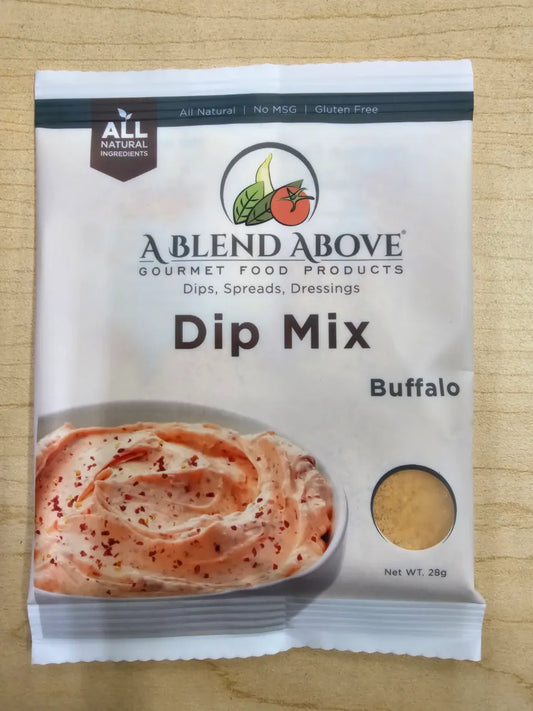 All Natural | No MSG | Gluten Free
ALL
NATURAL
INGREDIENTS
A BLEND ABOVE®
GOURMET FOOD PRODUCTS
Dips, Spreads, Dressings
Dip Mix
Buffalo
Net WT. 28g